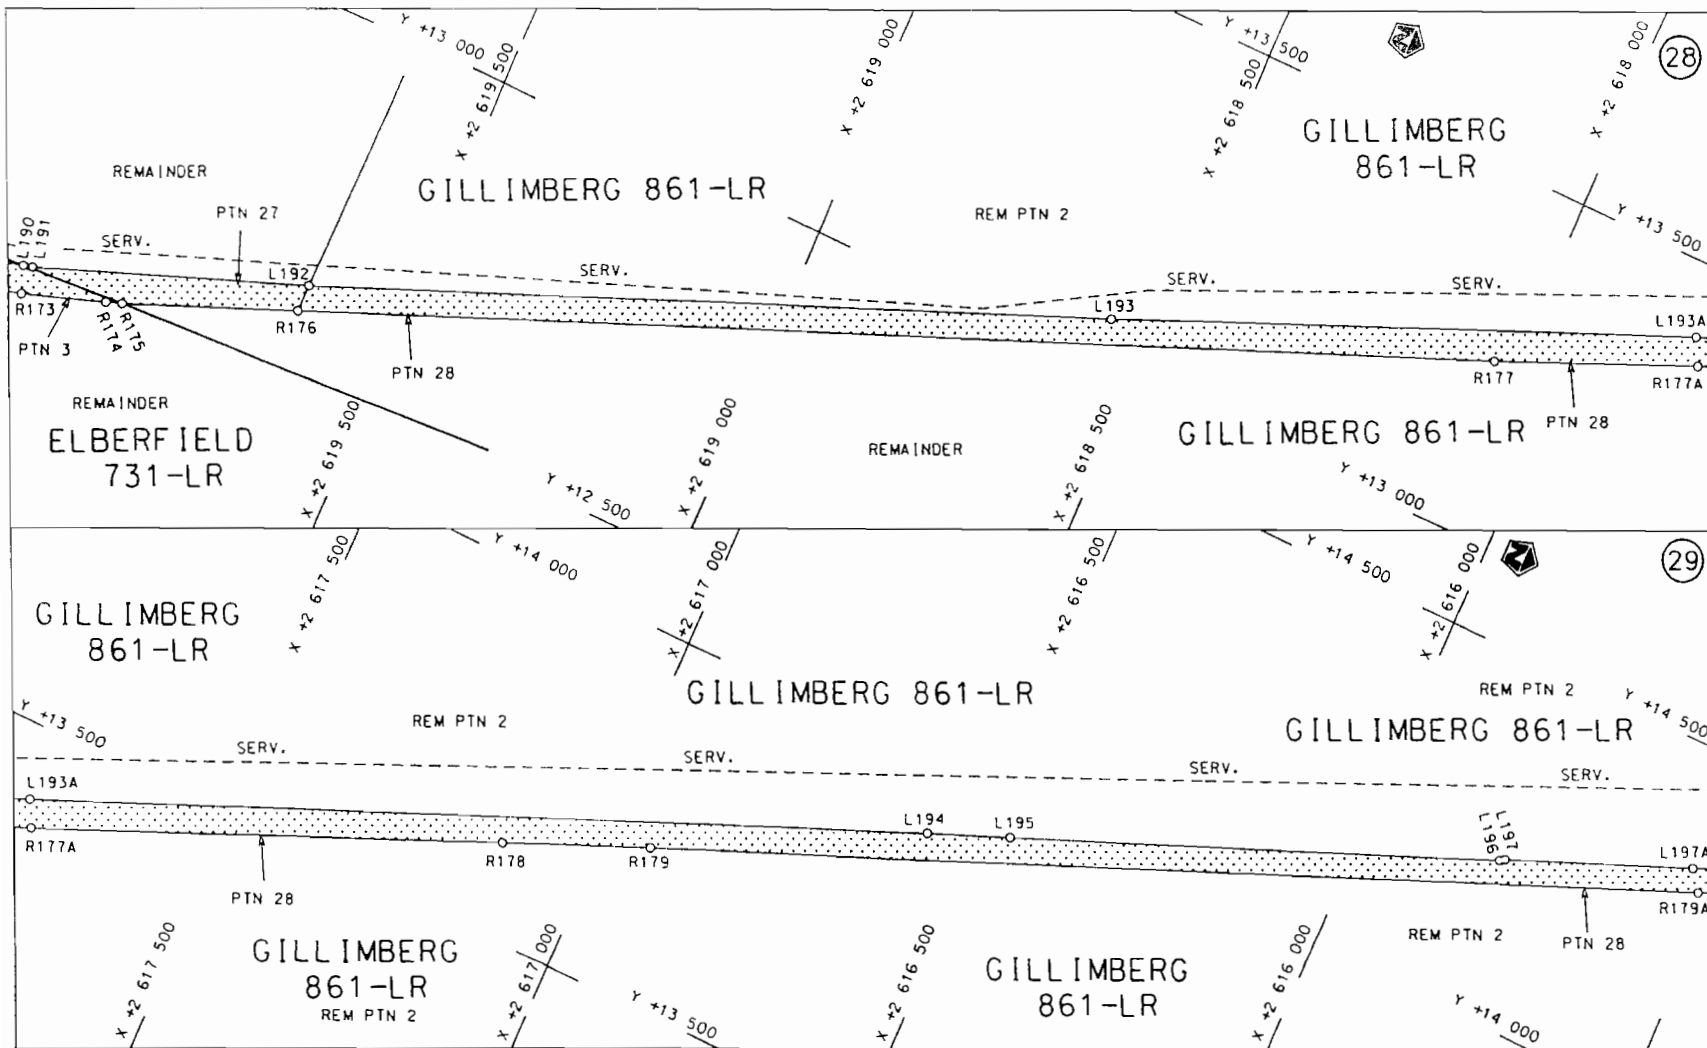 Y +13 000
X +2 619 500
X +2 619 000
Y +13 500
X +2 618 500
X +2 618 000
28
GILLIMBERG
861-LR
REMAINDER
GILLIMBERG 861-LR
PTN 27
REM PTN 2
Y +13 500
L190
L191
SERV.
L192
SERV.
SERV.
SERV.
L193
L193A
R173
R174
R175
R176
PTN 3
PTN 28
R177
R177A
REMAINDER
ELBERFIELD
731-LR
X +2 619 500
X +2 619 000
X +2 618 500
REMAINDER
GILLIMBERG 861-LR
PTN 28
Y +12 500
Y +13 000
X +2 617 500
Y +14 000
X +2 617 000
X +2 616 500
Y +14 500
X +2 616 000
29
GILLIMBERG
861-LR
GILLIMBERG 861-LR
REM PTN 2
Y +14 500
Y +13 500
REM PTN 2
GILLIMBERG 861-LR
SERV.
SERV.
SERV.
SERV.
L193A
L194
L195
L196
L197
L197A
R177A
R178
R179
R179A
PTN 28
X +2 617 500
GILLIMBERG
861-LR
REM PTN 2
X +2 617 000
Y +13 500
X +2 616 500
GILLIMBERG
861-LR
X +2 616 000
REM PTN 2
PTN 28
Y +14 000